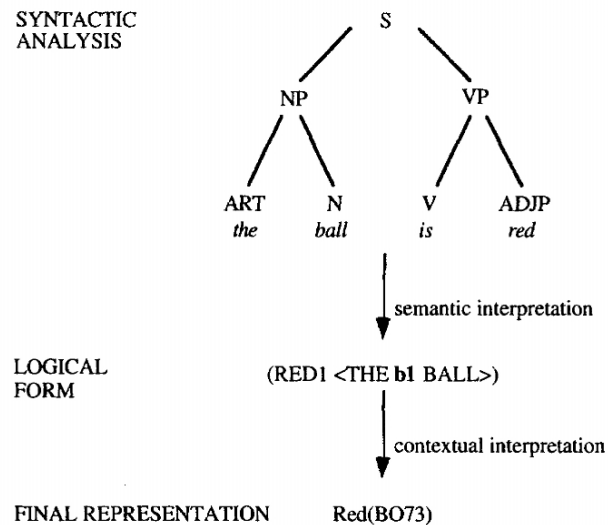 SYNTACTIC
ANALYSIS
S
NP VP
ART N V ADJP
the ball is red
semantic interpretation
LOGICAL
FORM
(RED1 <THE b1 BALL>)
contextual interpretation
FINAL REPRESENTATION Red(BO73)